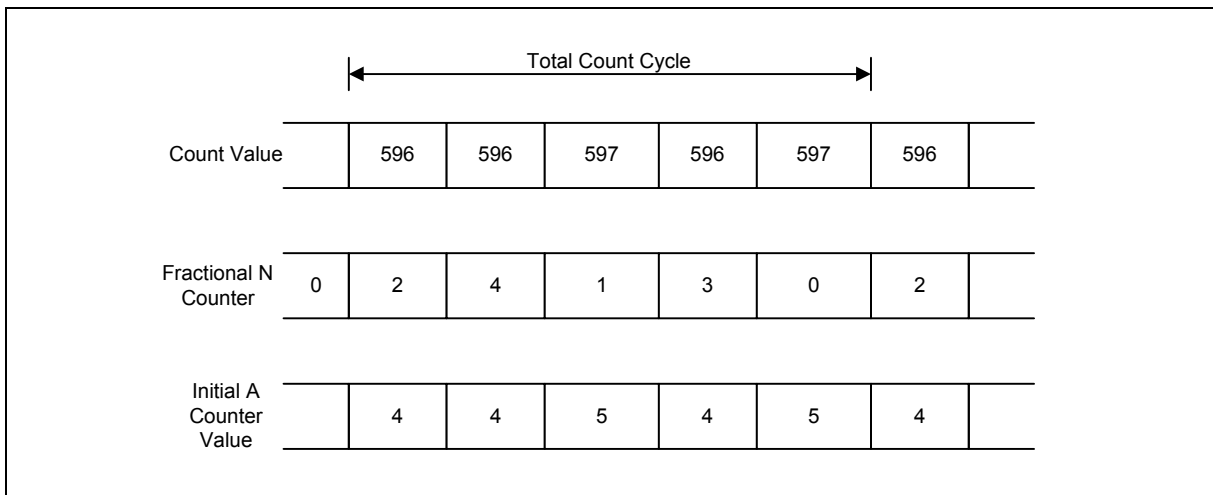 Total Count Cycle
Count Value 596 596 597 596 597 596
Fractional N
Counter
0 2 4 1 3 0 2
Initial A
Counter
Value
4 4 5 4 5 4